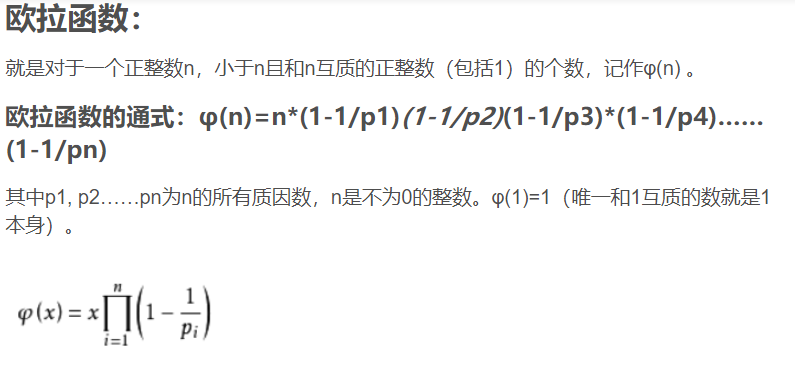 欧拉函数：
就是对于一个正整数n，小于n且和n互质的正整数（包括1）的个数，记作φ(n) 。
欧拉函数的通式：φ(n)=n*(1-1/p1)(1-1/p2)(1-1/p3)*(1-1/p4)……
(1-1/pn)
其中p1, p2……pn为n的所有质因数，n是不为0的整数。φ(1)=1（唯一和1互质的数就是1
本身）。
φ(x) = x∏_{i=1}^{n}(1 - 1/p_i)